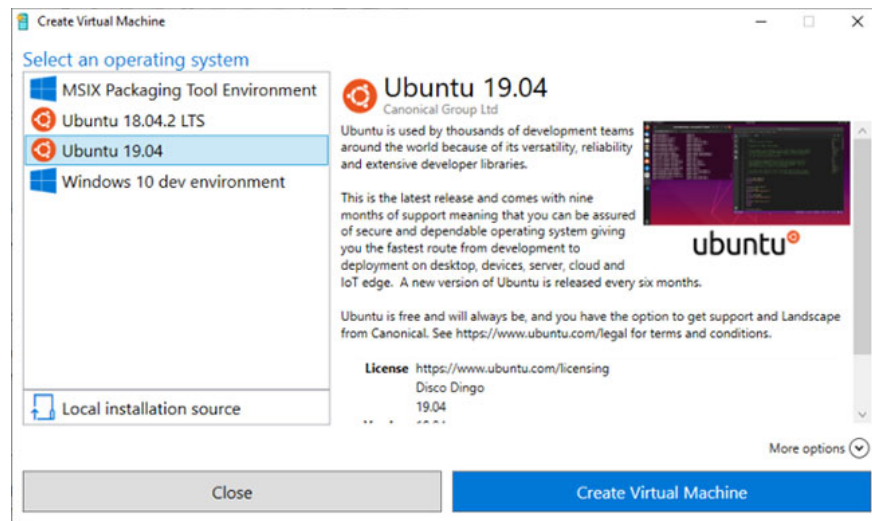 Create Virtual Machine
Select an operating system
MSIX Packaging Tool Environment
Ubuntu 18.04.2 LTS
Ubuntu 19.04
Windows 10 dev environment
Local installation source
Ubuntu 19.04
Canonical Group Ltd
Ubuntu is used by thousands of development teams
around the world because of its versatility, reliability
and extensive developer libraries.
This is the latest release and comes with nine
months of support meaning that you can be assured
of secure and dependable operating system giving
you the fastest route from development to
deployment on desktop, devices, server, cloud and
IoT edge. A new version of Ubuntu is released every six months.
ubuntu
Ubuntu is free and will always be, and you have the option to get support and Landscape
from Canonical. See https://www.ubuntu.com/legal for terms and conditions.
License https://www.ubuntu.com/licensing
Disco Dingo
19.04
More options
Close
Create Virtual Machine